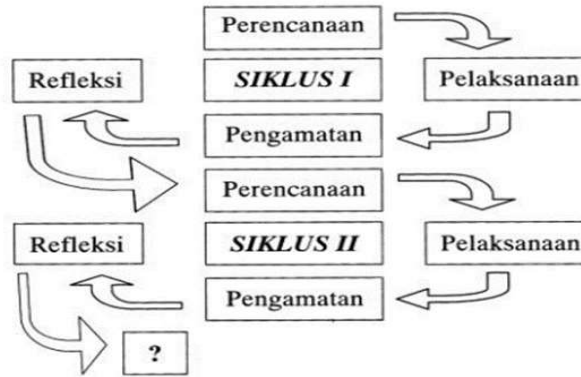 Perencanaan
Refleksi
SIKLUS I
Pelaksanaan
Pengamatan
Perencanaan
Refleksi
SIKLUS II
Pelaksanaan
Pengamatan
?